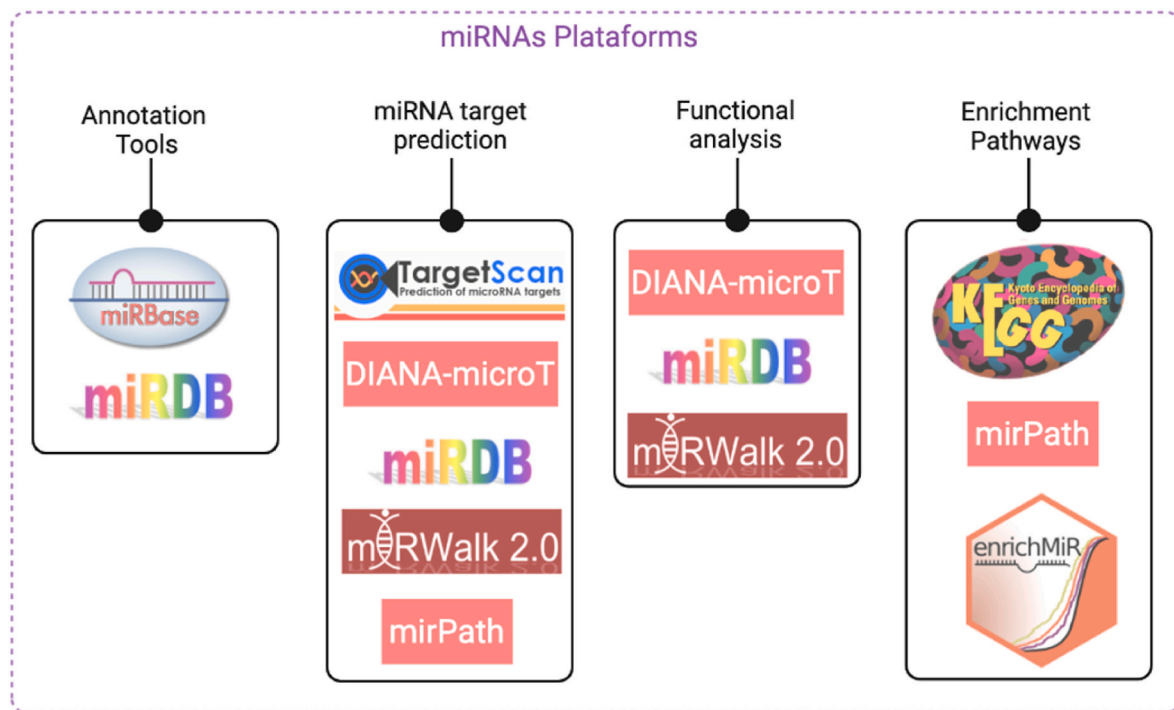 miRNAs Plataforms
Annotation
Tools
miRBase
miRDB
miRNA target
prediction
TargetScan
Prediction of microRNA targets
DIANA-microT
miRDB
miRWalk 2.0
mirPath
Functional
analysis
DIANA-microT
miRDB
miRWalk 2.0
Enrichment
Pathways
KEGG
Kyoto Encyclopedia of
Genes and Genomes
mirPath
enrichMiR